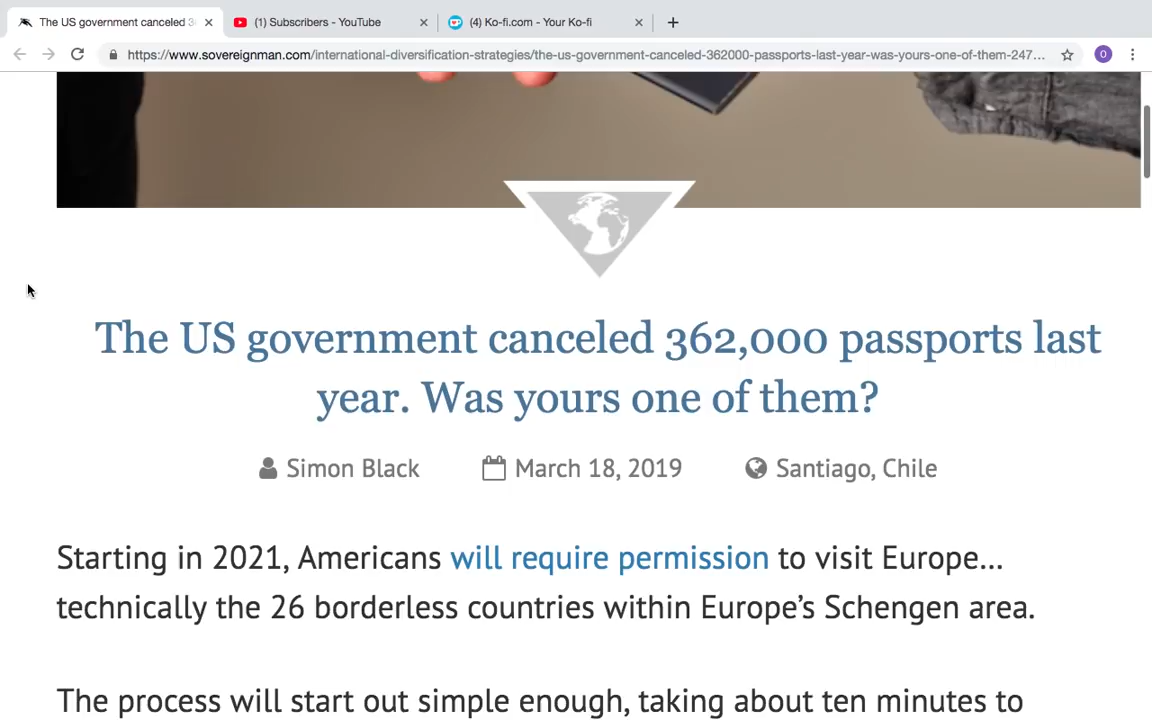 The US government canceled 3
(1) Subscribers - YouTube
(4) Ko-fi.com - Your Ko-fi
https://www.sovereignman.com/international-diversification-strategies/the-us-government-canceled-362000-passports-last-year-was-yours-one-of-them-247...
O
The US government canceled 362,000 passports last
year. Was yours one of them?
Simon Black
March 18, 2019
Santiago, Chile
Starting in 2021, Americans will require permission to visit Europe...
technically the 26 borderless countries within Europe's Schengen area.
The process will start out simple enough, taking about ten minutes to